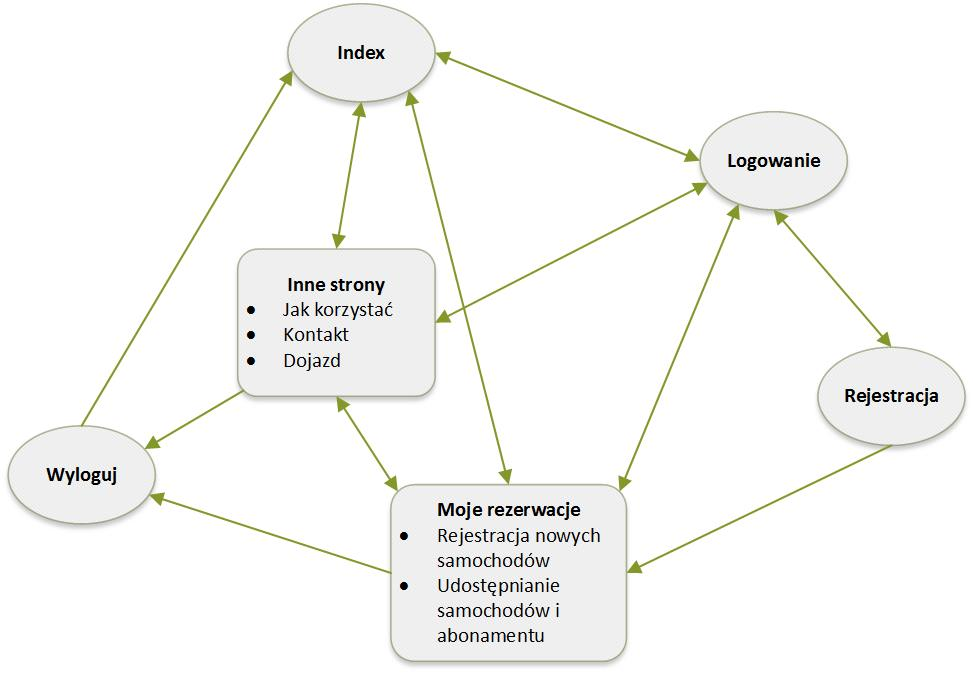 Index
Logowanie
Inne strony
• Jak korzystać
• Kontakt
• Dojazd
Rejestracja
Wyloguj
Moje rezerwacje
• Rejestracja nowych
samochodów
• Udostępnianie
samochodów i
abonamentu